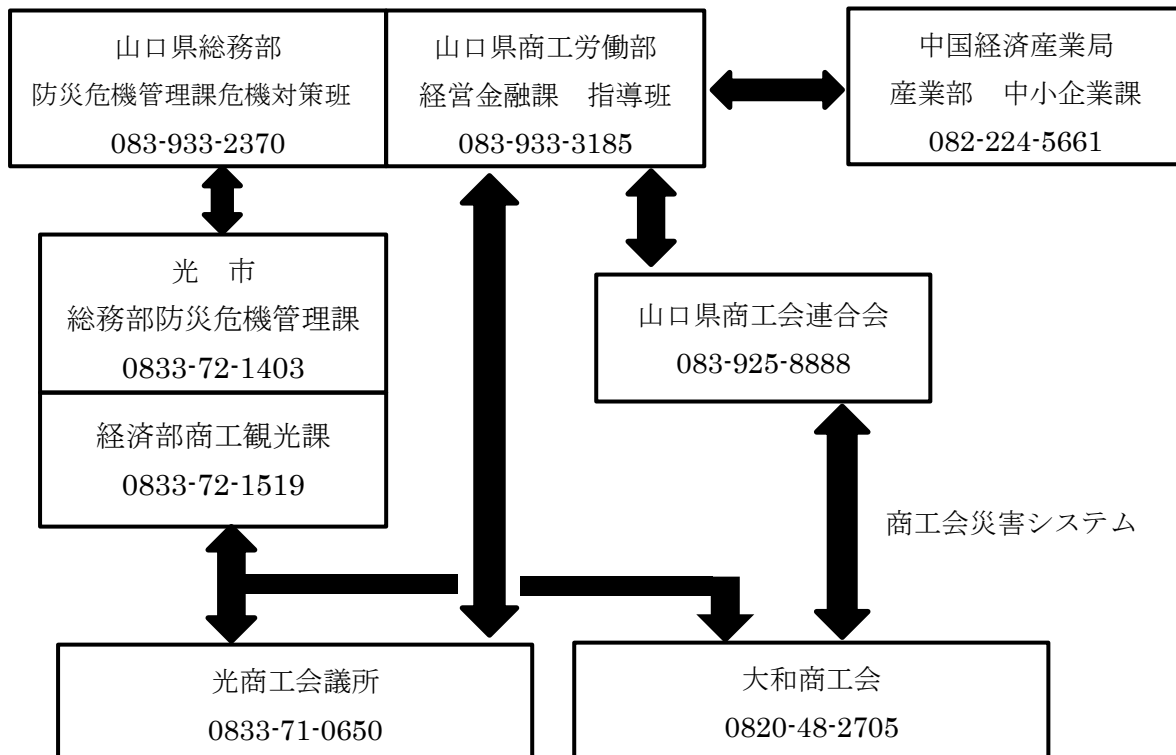 山口県総務部
防災危機管理課危機対策班
083-933-2370
山口県商工労働部
経営金融課　指導班
083-933-3185
中国経済産業局
産業部　中小企業課
082-224-5661
光　市
総務部防災危機管理課
0833-72-1403
経済部商工観光課
0833-72-1519
山口県商工会連合会
083-925-8888
商工会災害システム
光商工会議所
0833-71-0650
大和商工会
0820-48-2705